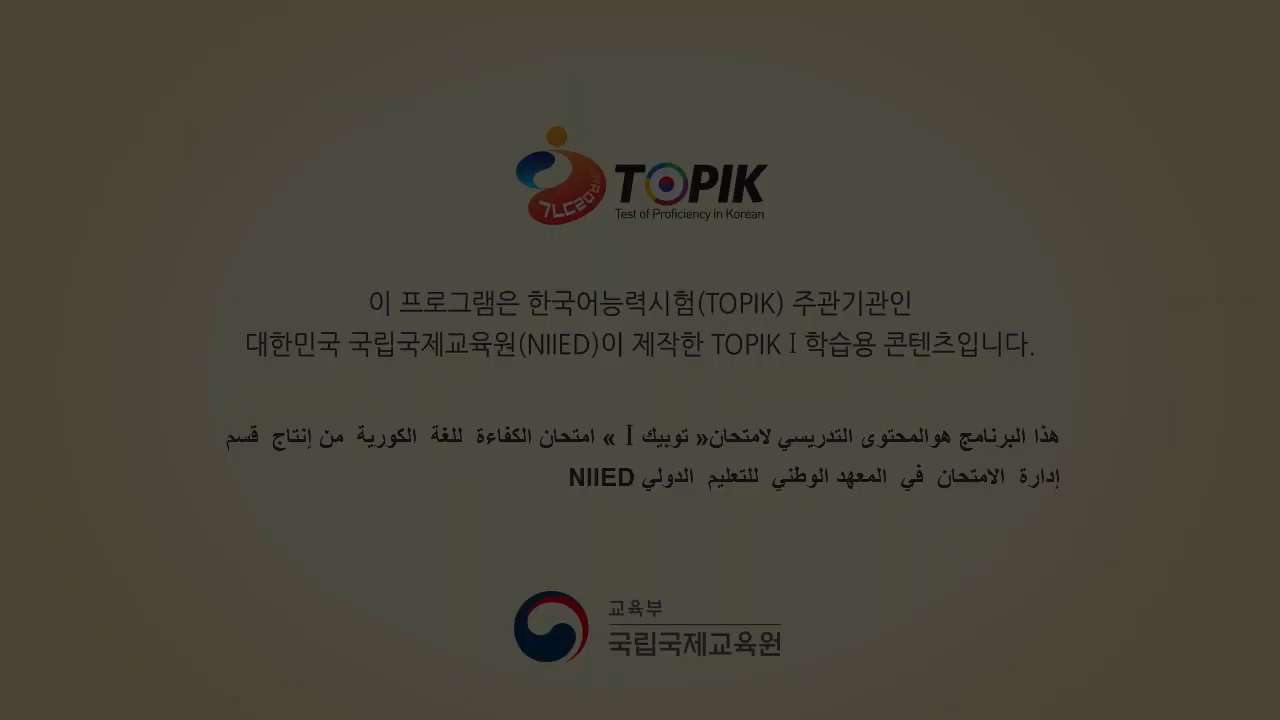 TOPIK
Test of Proficiency in Korean
이 프로그램은 한국어능력시험(TOPIK) 주관기관인
대한민국 국립국제교육원(NIIED)이 제작한 TOPIK Ⅰ 학습용 콘텐츠입니다.
هذا البرنامج هوالمحتوى التدريسي لامتحان« توبيك Ⅰ » امتحان الكفاءة للغة الكورية من إنتاج قسم
إدارة الامتحان في المعهد الوطني للتعليم الدولي NIIED
교육부
국립국제교육원